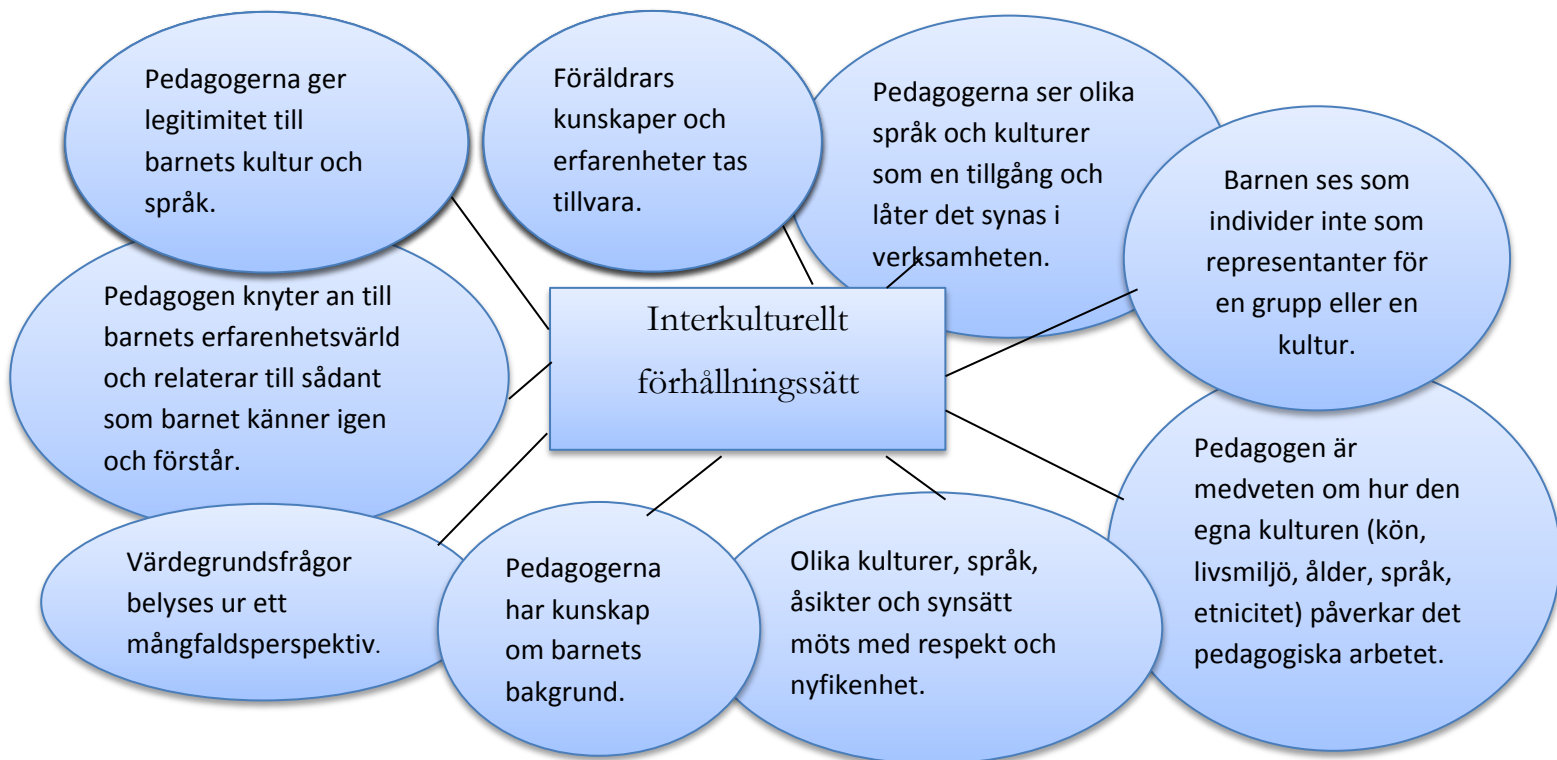 Pedagogerna ger
legitimitet till
barnets kultur och
språk.
Föräldrars
kunskaper och
erfarenheter tas
tillvara.
Pedagogerna ser olika
språk och kulturer
som en tillgång och
låter det synas i
verksamheten.
Barnen ses som
individer inte som
representanter för
en grupp eller en
kultur.
Pedagogen knyter an till
barnets erfarenhetsvärld
och relaterar till sådant
som barnet känner igen
och förstår.
Interkulturellt
förhållningssätt
Pedagogen är
medveten om hur den
egna kulturen (kön,
livsmiljö, ålder, språk,
etnicitet) påverkar det
pedagogiska arbetet.
Värdegrundsfrågor
belyses ur ett
mångfaldsperspektiv.
Pedagogerna
har kunskap
om barnets
bakgrund.
Olika kulturer, språk,
åsikter och synsätt
möts med respekt och
nyfikenhet.